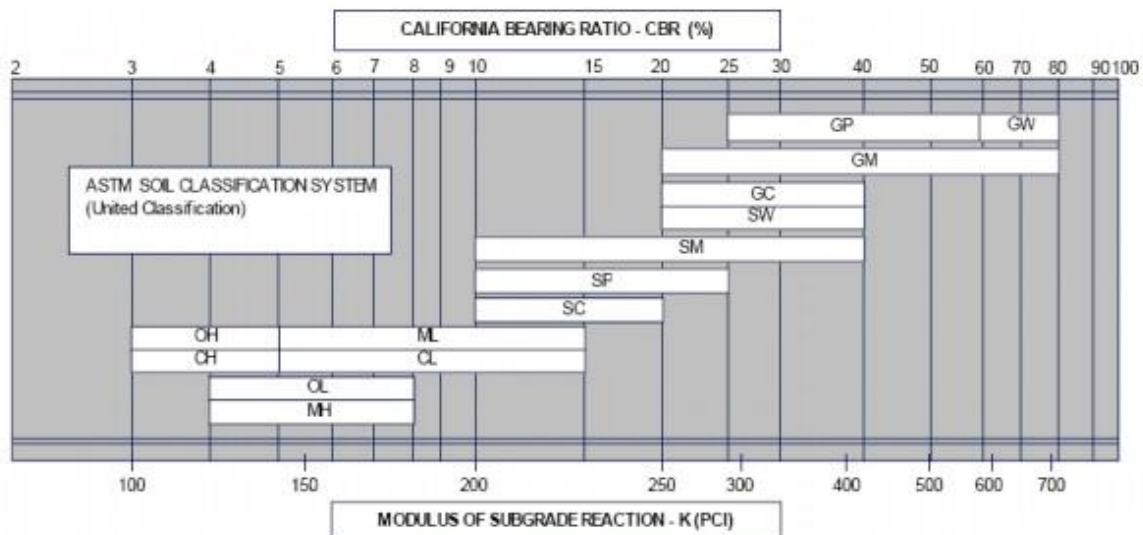 CALIFORNIA BEARING RATIO - CBR (%)
2 3 4 5 6 7 8 9 10 15 20 25 30 40 50 60 70 80 90 100
GP GW
GM
ASTM SOIL CLASSIFICATION SYSTEM
(United Classification)
GC
SW
SM
SP
SC
OH ML
CH CL
OL
MH
100 150 200 250 300 400 500 600 700
MODULUS OF SUBGRADE REACTION - K (PCI)